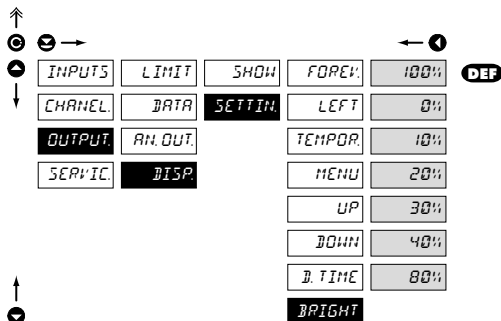 INPUTS LIMIT SHOW FOREV. 100% DEF
CHANEL. DATA SETTIN. LEFT 0%
OUTPUT. AN. OUT. TEMPOR. 10%
SERVIC. DISP. MENU 20%
UP 30%
DOWN 40%
D. TIME 80%
BRIGHT